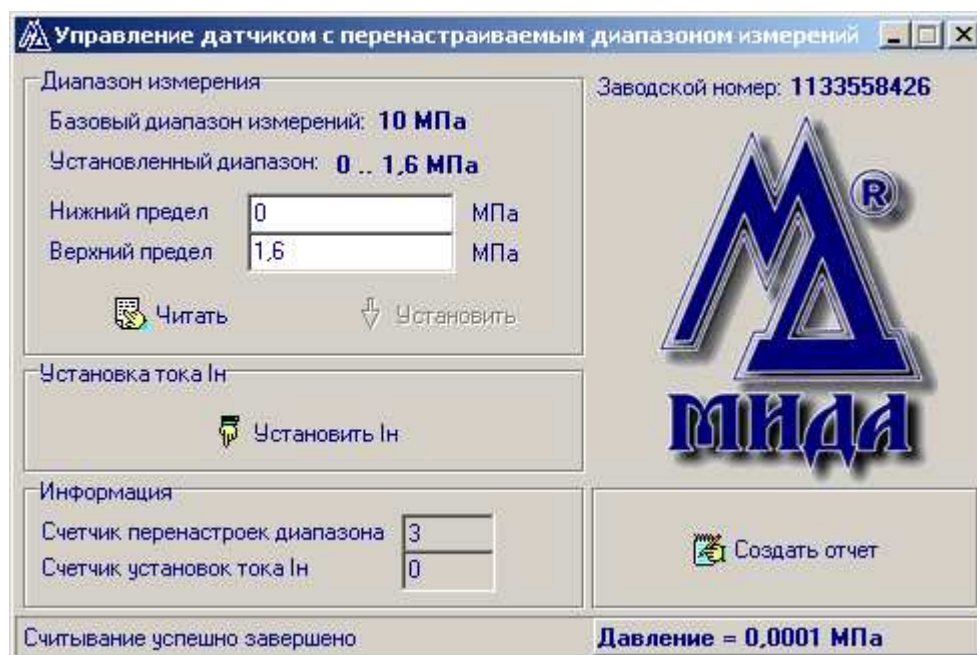 Управление датчиком с перенастраиваемым диапазоном измерений
Диапазон измерения
Базовый диапазон измерений: 10 МПа
Установленный диапазон: 0 .. 1,6 МПа
Нижний предел 0 МПа
Верхний предел 1,6 МПа
Читать Установить
Установка тока Iн
Установить Iн
Информация
Счетчик перенастроек диапазона 3
Счетчик установок тока Iн 0
Заводской номер: 1133558426
®
МИДА
Создать отчет
Считывание успешно завершено
Давление = 0,0001 МПа